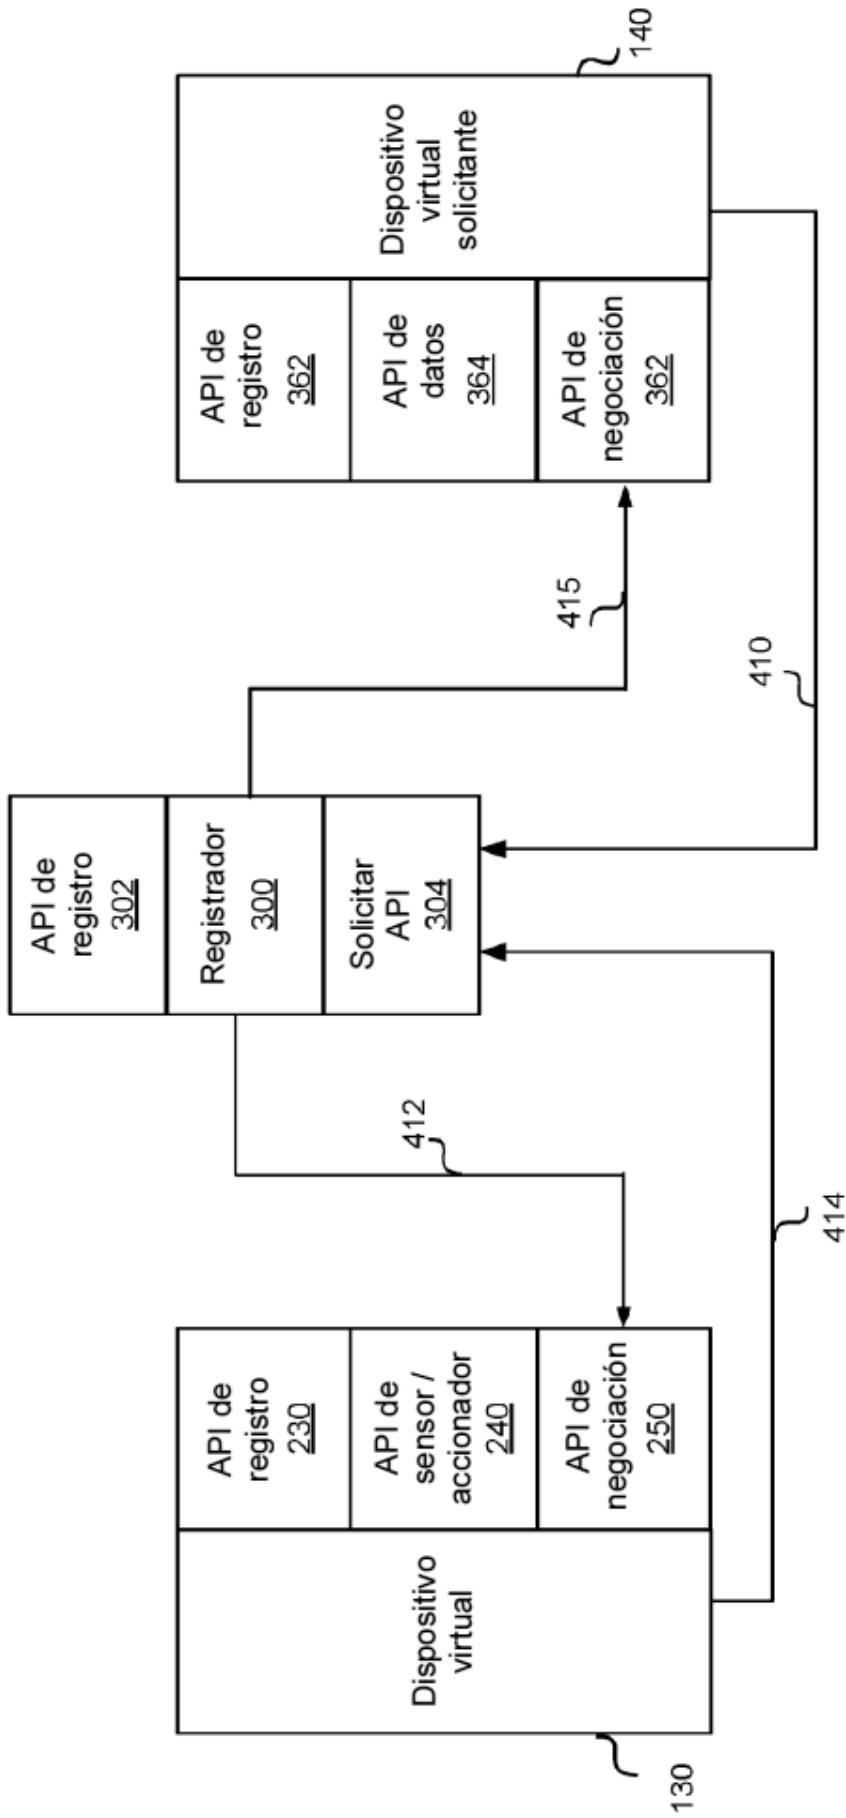 Dispositivo
virtual
130
API de
registro
230
API de
sensor /
accionador
240
API de
negociación
250
412
414
API de
registro
302
Registrador
300
Solicitar
API
304
415
410
API de
registro
362
API de
datos
364
API de
negociación
362
Dispositivo
virtual
solicitante
140